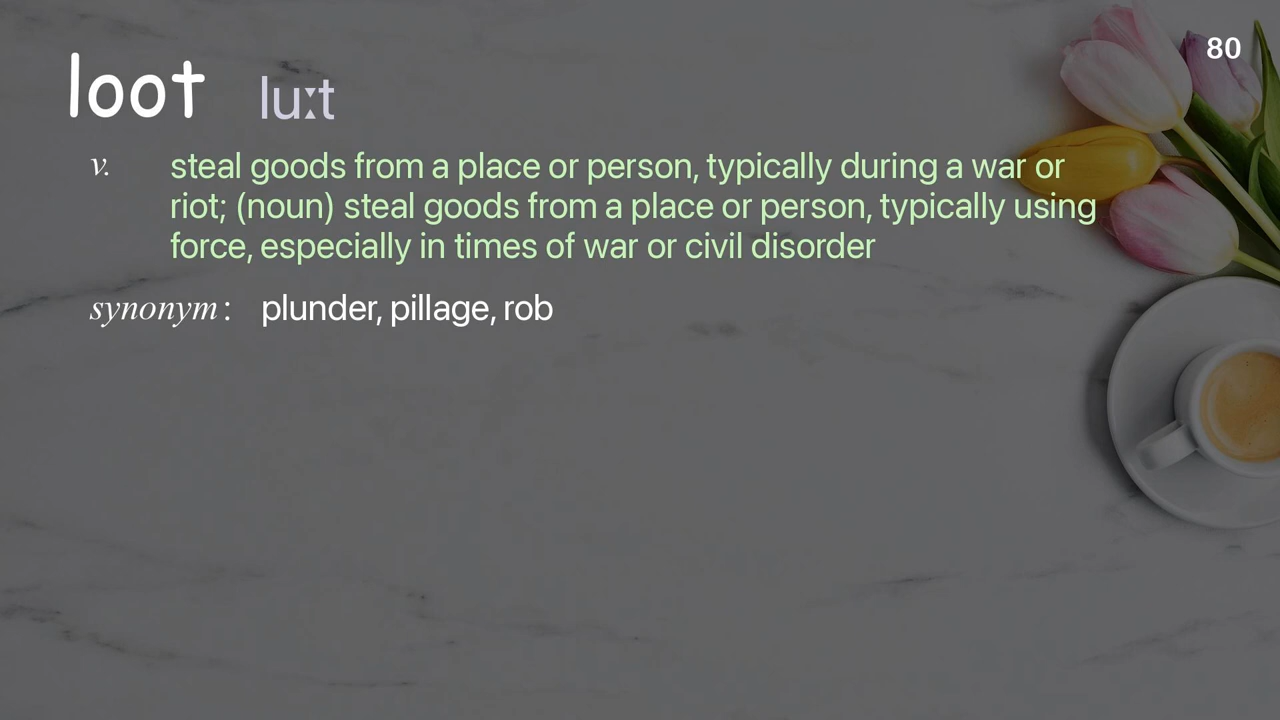 80
loot luːt
v. steal goods from a place or person, typically during a war or
riot; (noun) steal goods from a place or person, typically using
force, especially in times of war or civil disorder
synonym: plunder, pillage, rob